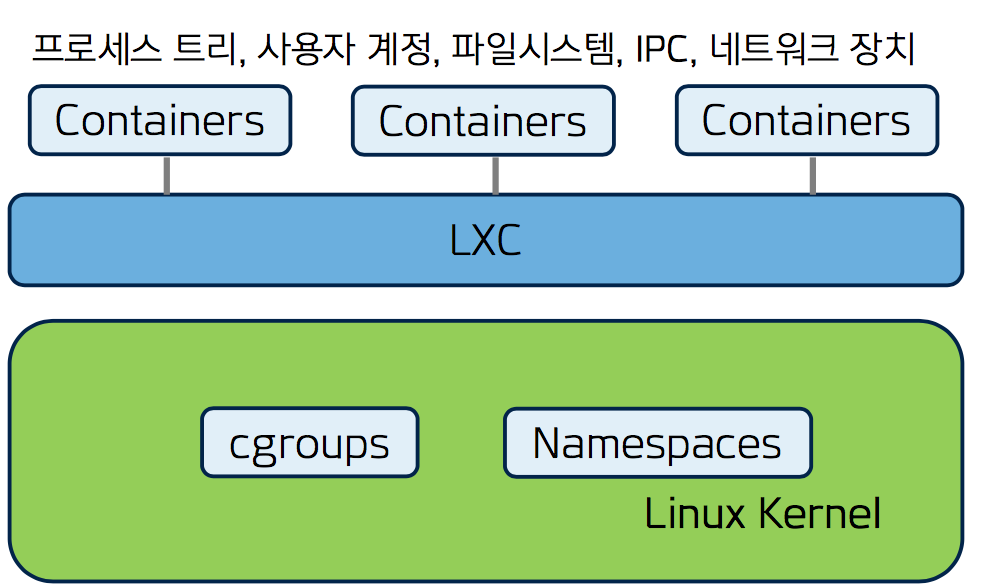 프로세스 트리, 사용자 계정, 파일시스템, IPC, 네트워크 장치
Containers Containers Containers
LXC
cgroups Namespaces
Linux Kernel